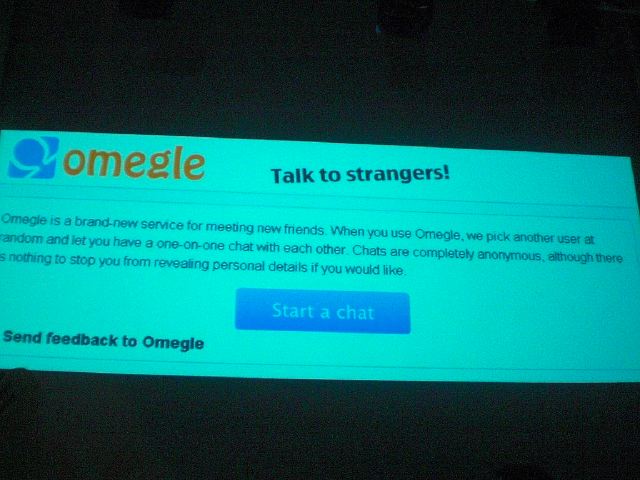 omegle
Talk to strangers!
Omegle is a brand-new service for meeting new friends. When you use Omegle, we pick another user at
random and let you have a one-on-one chat with each other. Chats are completely anonymous, although there
s nothing to stop you from revealing personal details if you would like.
Start a chat
Send feedback to Omegle